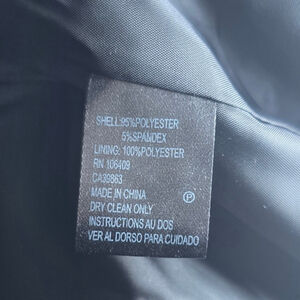 SHELL:95%POLYESTER
5%SPANDEX
LINING: 100%POLYESTER
RN 106409
CA39863
MADE IN CHINA
DRY CLEAN ONLY
INSTRUCTIONS AU DOS
VER AL DORSO PARA CUIDADO
P